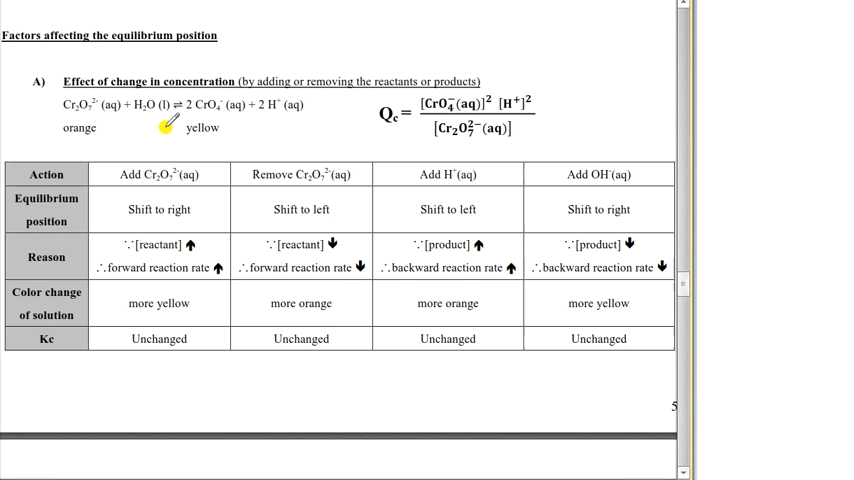 Factors affecting the equilibrium position
A) Effect of change in concentration (by adding or removing the reactants or products)
Cr₂O₇²⁻ (aq) + H₂O (l) ⇌ 2 CrO₄⁻ (aq) + 2 H⁺ (aq)
orange yellow
Qc = [CrO₄⁻(aq)]² [H⁺]² / [Cr₂O₇²⁻(aq)]
Action Add Cr₂O₇²⁻(aq) Remove Cr₂O₇²⁻(aq) Add H⁺(aq) Add OH⁻(aq)
Equilibrium position Shift to right Shift to left Shift to left Shift to right
Reason ∵[reactant] ↑ ∵[reactant] ↓ ∵[product] ↑ ∵[product] ↓
∴forward reaction rate ↑ ∴forward reaction rate ↓ ∴backward reaction rate ↑ ∴backward reaction rate ↓
Color change of solution more yellow more orange more orange more yellow
Kc Unchanged Unchanged Unchanged Unchanged
5